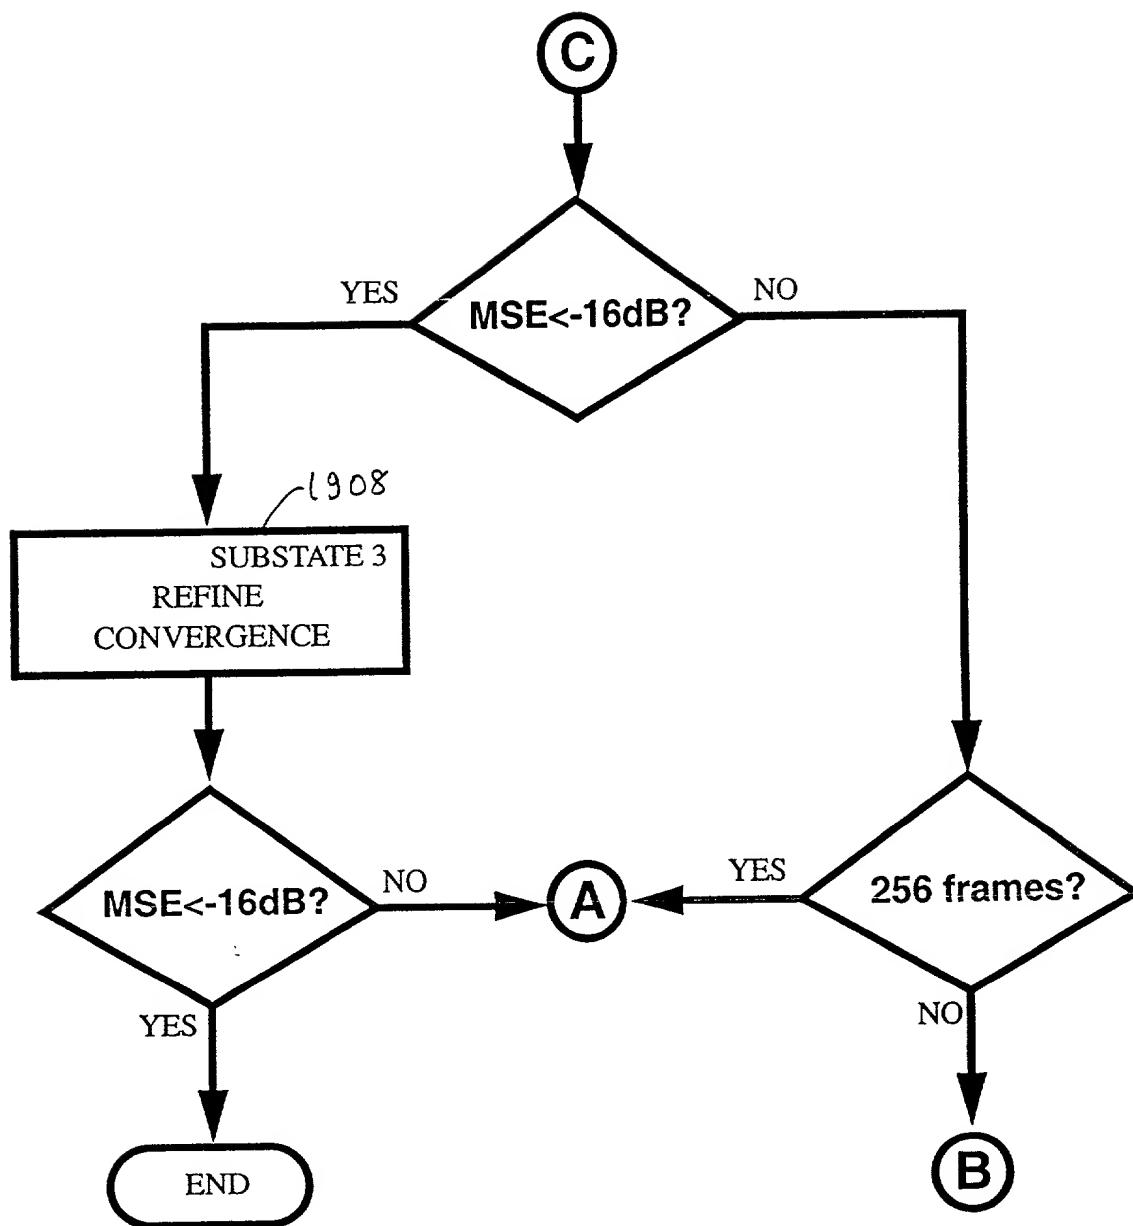 C
YES
NO
MSE<-16dB?
1908
SUBSTATE 3
REFINE
CONVERGENCE
MSE<-16dB?
NO
A
YES
256 frames?
YES
NO
END
B